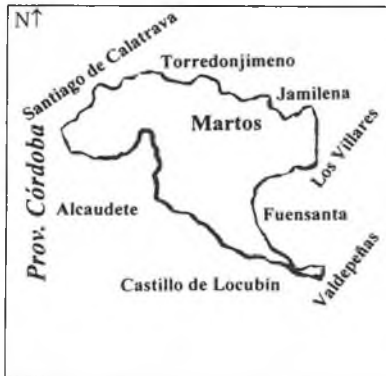 N↑
Santiago de Calatrava
Torredonjimeno
Jamilena
Martos
Los Villares
Prov. Córdoba
Alcaudete
Fuensanta
Castillo de Locubín
Valdepeñas